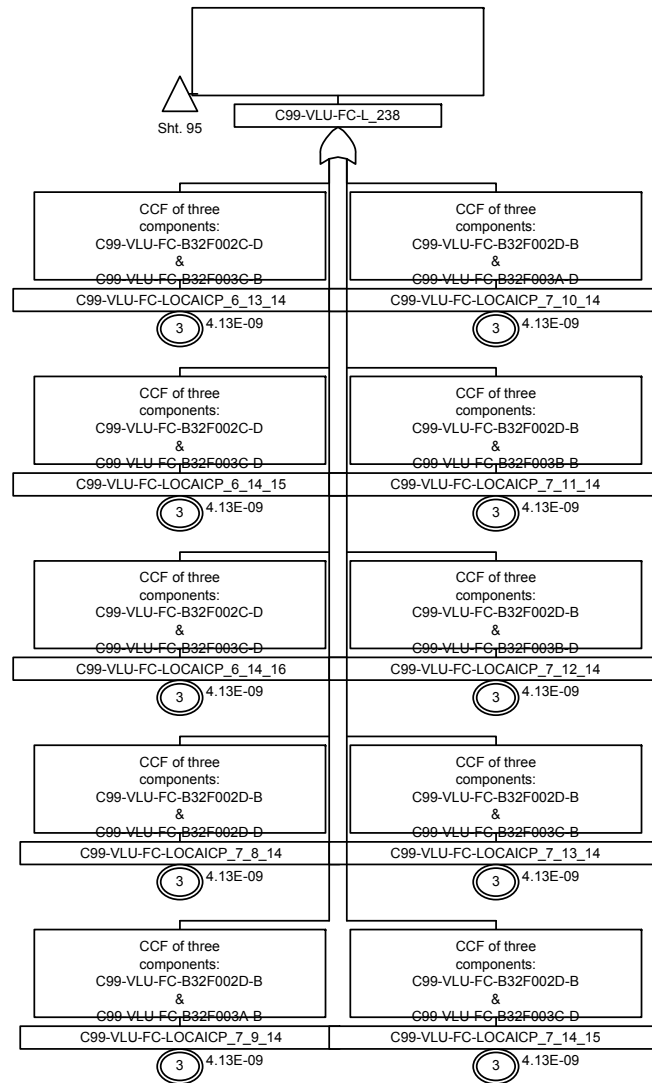 C99-VLU-FC-L_238
Sht. 95
CCF of three
components:
C99-VLU-FC-B32F002C-D
&
C99-VLU-FC-B32F003C-B
C99-VLU-FC-LOCAICP_6_13_14
3
4.13E-09
CCF of three
components:
C99-VLU-FC-B32F002D-B
&
C99-VLU-FC-B32F003A-D
C99-VLU-FC-LOCAICP_7_10_14
3
4.13E-09
CCF of three
components:
C99-VLU-FC-B32F002C-D
&
C99-VLU-FC-B32F003C-D
C99-VLU-FC-LOCAICP_6_14_15
3
4.13E-09
CCF of three
components:
C99-VLU-FC-B32F002D-B
&
C99-VLU-FC-B32F003B-B
C99-VLU-FC-LOCAICP_7_11_14
3
4.13E-09
CCF of three
components:
C99-VLU-FC-B32F002C-D
&
C99-VLU-FC-B32F003C-D
C99-VLU-FC-LOCAICP_6_14_16
3
4.13E-09
CCF of three
components:
C99-VLU-FC-B32F002D-B
&
C99-VLU-FC-B32F003B-D
C99-VLU-FC-LOCAICP_7_12_14
3
4.13E-09
CCF of three
components:
C99-VLU-FC-B32F002D-B
&
C99-VLU-FC-B32F002D-D
C99-VLU-FC-LOCAICP_7_8_14
3
4.13E-09
CCF of three
components:
C99-VLU-FC-B32F002D-B
&
C99-VLU-FC-B32F003C-B
C99-VLU-FC-LOCAICP_7_13_14
3
4.13E-09
CCF of three
components:
C99-VLU-FC-B32F002D-B
&
C99-VLU-FC-B32F003A-B
C99-VLU-FC-LOCAICP_7_9_14
3
4.13E-09
CCF of three
components:
C99-VLU-FC-B32F002D-B
&
C99-VLU-FC-B32F003C-D
C99-VLU-FC-LOCAICP_7_14_15
3
4.13E-09